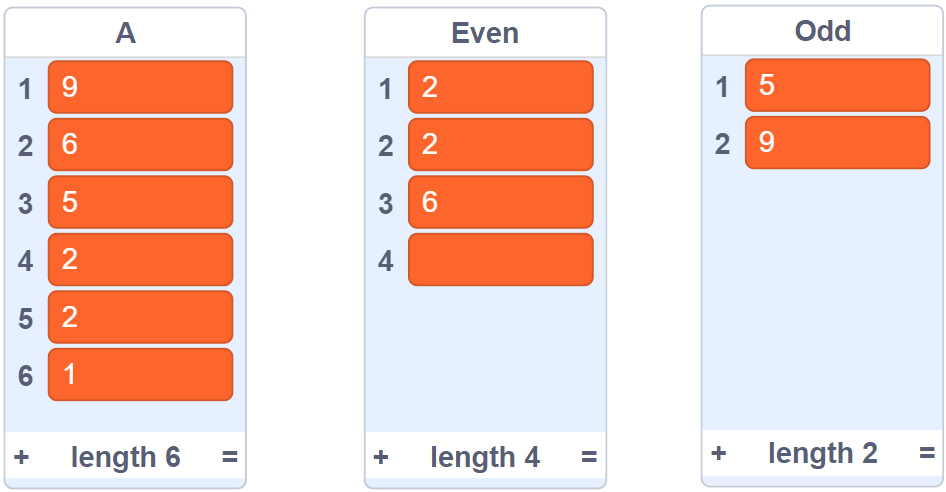 A
1 9
2 6
3 5
4 2
5 2
6 1
+ length 6 =
Even
1 2
2 2
3 6
4
+ length 4 =
Odd
1 5
2 9
+ length 2 =